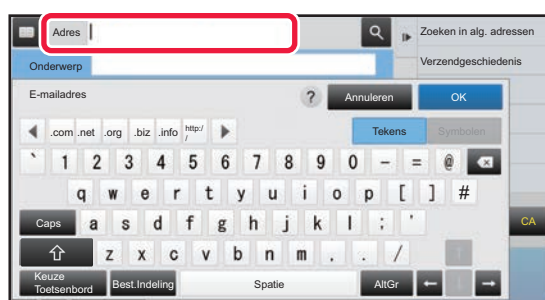 Adres
Zoeken in alg. adressen
Onderwerp
Verzendgeschiedenis
E-mailadres ? Annuleren OK
.com .net .org .biz .info http:// Tekens Symbolen
` 1 2 3 4 5 6 7 8 9 0 - = @
q w e r t y u i o p [ ] #
Caps a s d f g h j k l ; '
CA
z x c v b n m . . /
Keuze Toetsenbord Best.Indeling Spatie AltGr